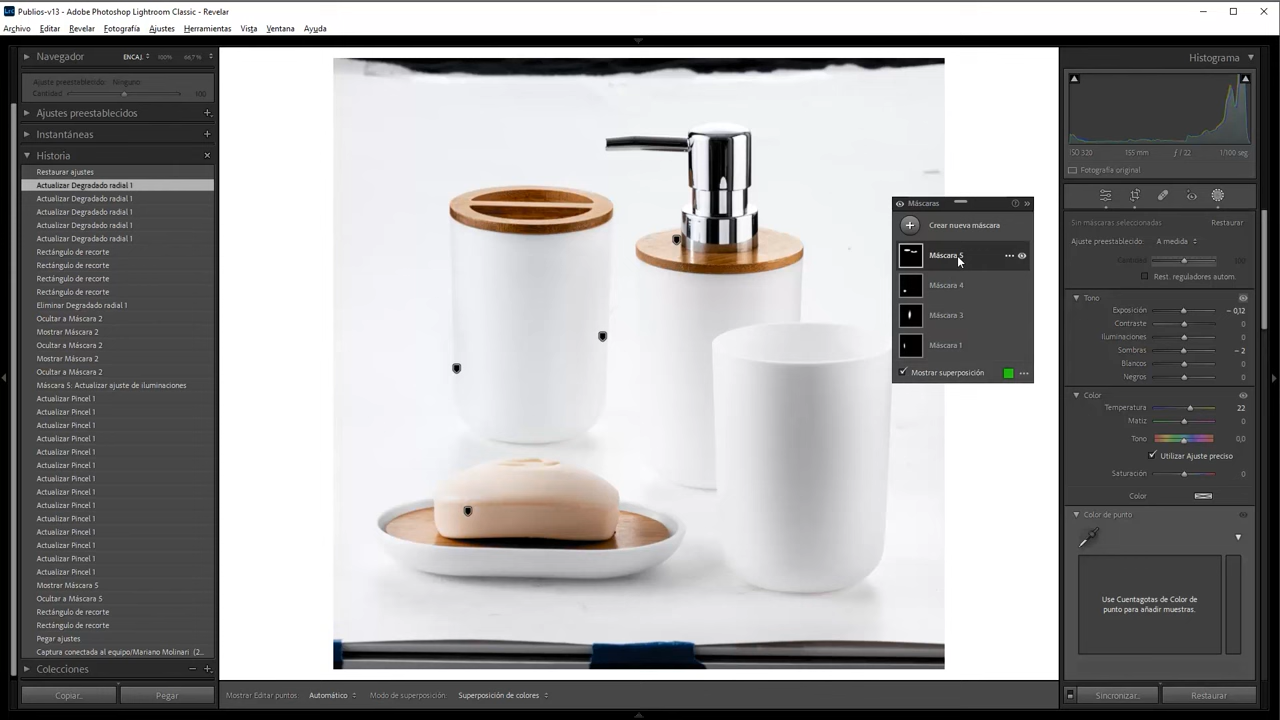 Publios-v13 - Adobe Photoshop Lightroom Classic - Revelar
Archivo Editar Revelar Fotografía Ajustes Herramientas Vista Ventana Ayuda
Navegador ENCAJ. 100% 66,7%
Ajuste preestablecido: Ninguno
Cantidad 100
Ajustes preestablecidos
Instantáneas
Historia
Restaurar ajustes
Actualizar Degradado radial 1
Actualizar Degradado radial 1
Actualizar Degradado radial 1
Actualizar Degradado radial 1
Actualizar Degradado radial 1
Rectángulo de recorte
Rectángulo de recorte
Rectángulo de recorte
Rectángulo de recorte
Eliminar Degradado radial 1
Ocultar a Máscara 2
Mostrar Máscara 2
Ocultar a Máscara 2
Mostrar Máscara 2
Ocultar a Máscara 2
Máscara 5: Actualizar ajuste de iluminaciones
Actualizar Pincel 1
Actualizar Pincel 1
Actualizar Pincel 1
Actualizar Pincel 1
Actualizar Pincel 1
Actualizar Pincel 1
Actualizar Pincel 1
Actualizar Pincel 1
Actualizar Pincel 1
Actualizar Pincel 1
Actualizar Pincel 1
Actualizar Pincel 1
Actualizar Pincel 1
Actualizar Pincel 1
Mostrar Máscara 5
Ocultar a Máscara 5
Rectángulo de recorte
Rectángulo de recorte
Pegar ajustes
Captura conectada al equipo/Mariano Molinari (2...
Colecciones
Copiar... Pegar
Máscaras
Crear nueva máscara
Máscara 5
Máscara 4
Máscara 3
Máscara 1
Mostrar superposición
Mostrar Editar puntos: Automático Modo de superposición: Superposición de colores
Histograma
ISO 320 155 mm ƒ / 22 1/100 seg.
Fotografía original
Sin máscaras seleccionadas Restaurar
Ajuste preestablecido: A medida
Cantidad 100
Rest. reguladores autom.
Tono
Exposición − 0,12
Contraste 0
Iluminaciones 0
Sombras − 2
Blancos 0
Negros 0
Color
Temperatura 22
Matiz 0
Tono 0,0
Utilizar Ajuste preciso
Saturación 0
Color
Color de punto
Use Cuentagotas de Color de
punto para añadir muestras.
Sincronizar... Restaurar